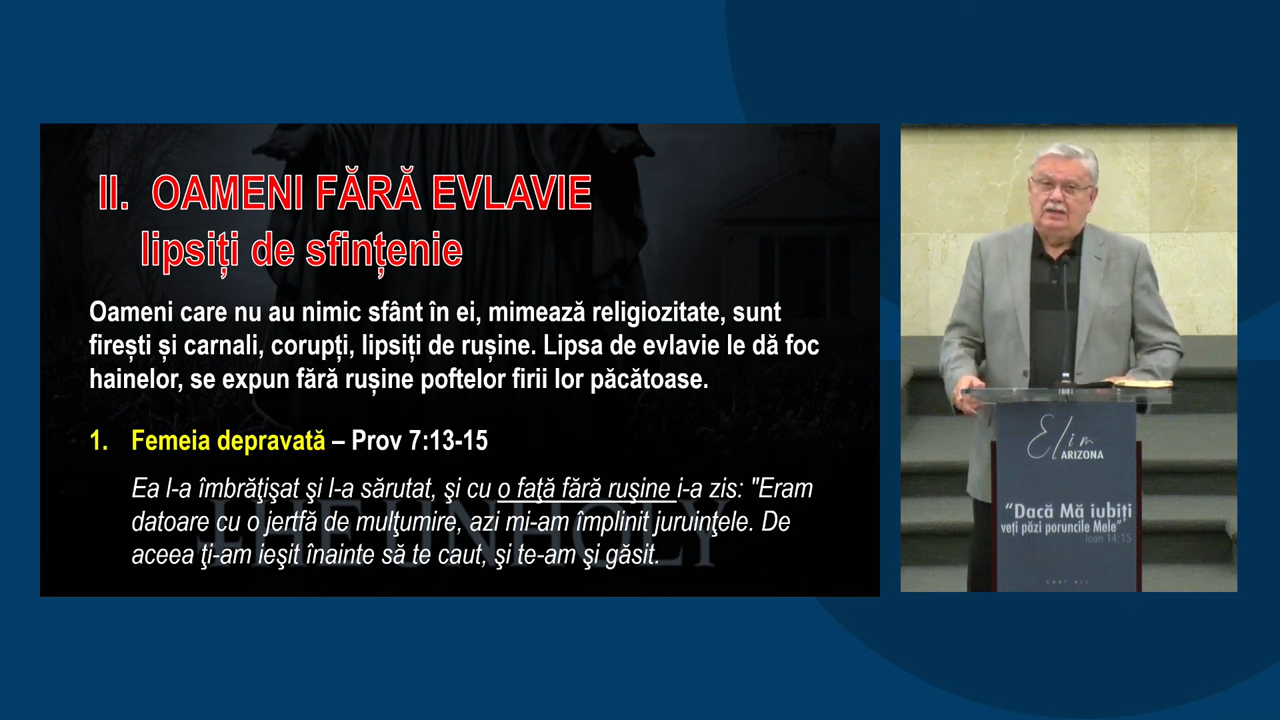 II. OAMENI FĂRĂ EVLAVIE
lipsiți de sfințenie
Oameni care nu au nimic sfânt în ei, mimează religiozitate, sunt
firești și carnali, corupți, lipsiți de rușine. Lipsa de evlavie le dă foc
hainelor, se expun fără rușine poftelor firii lor păcătoase.
1. Femeia depravată – Prov 7:13-15
Ea l-a îmbrăţişat şi l-a sărutat, şi cu o faţă fără ruşine i-a zis: "Eram
datoare cu o jertfă de mulţumire, azi mi-am împlinit juruinţele. De
aceea ţi-am ieşit înainte să te caut, şi te-am şi găsit.
THE UNHOLY
Elim
ARIZONA
“Dacă Mă iubiți
veți păzi poruncile Mele”
Ioan 14:15